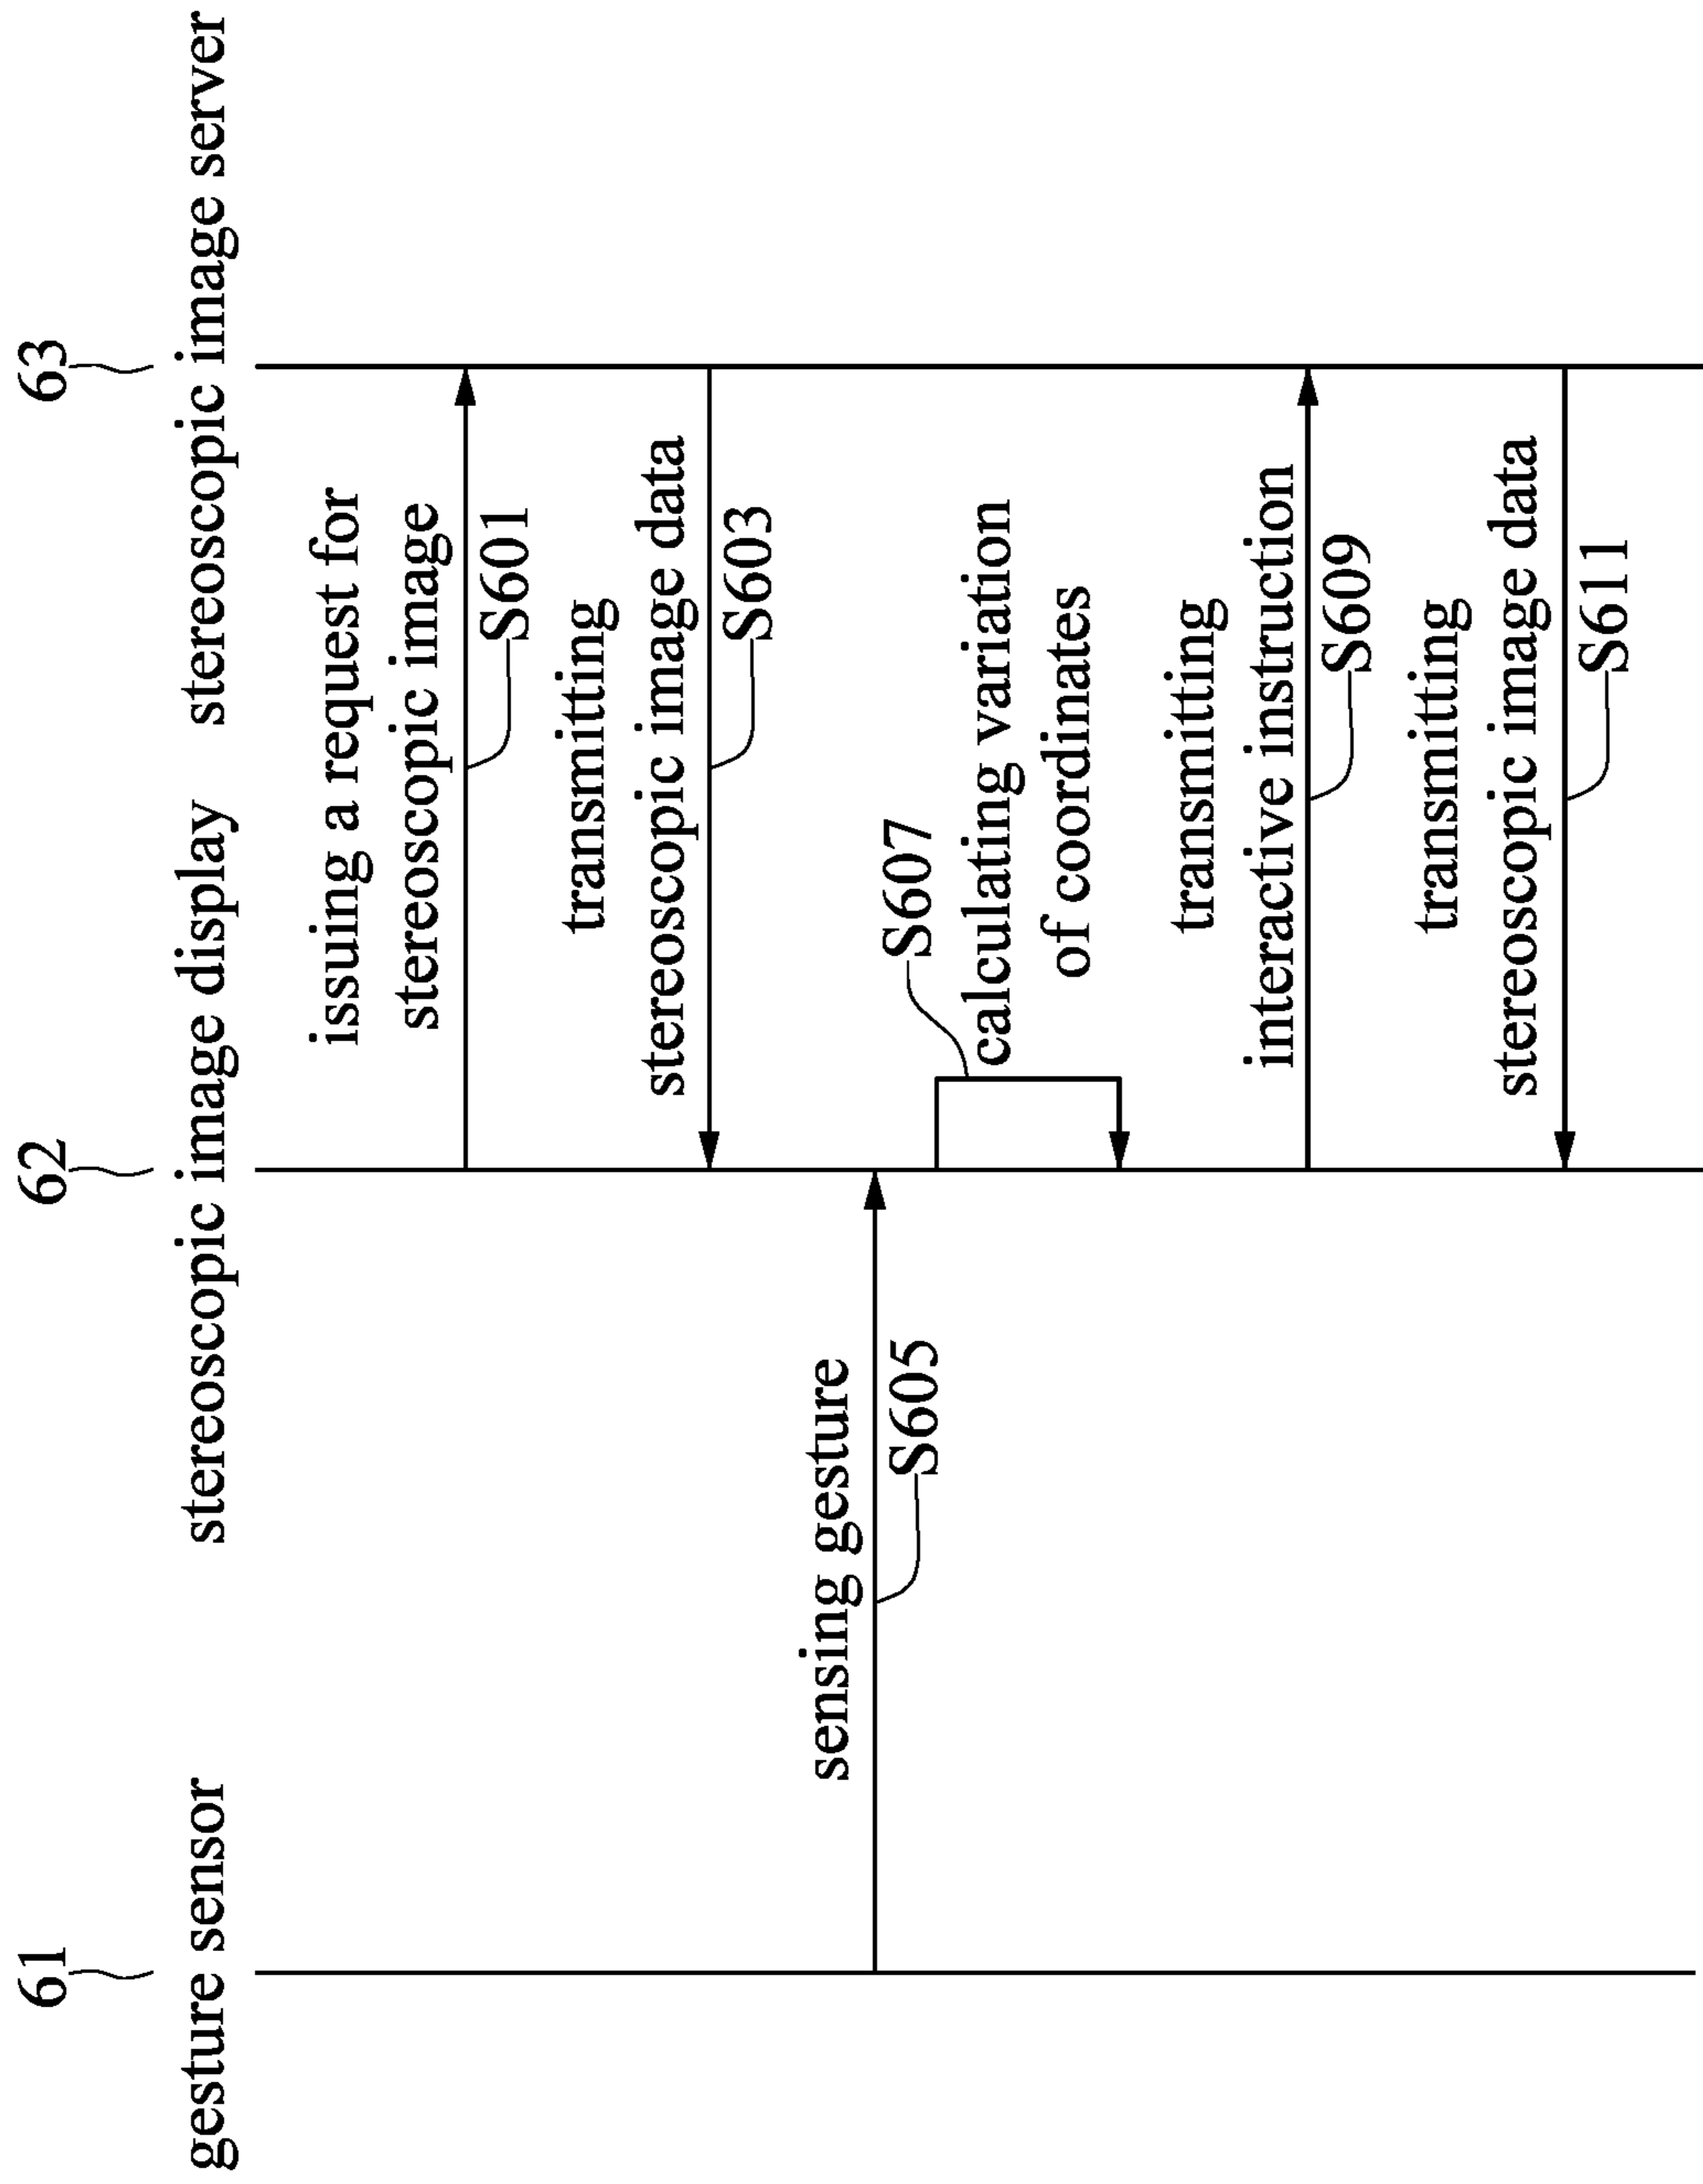 61
62
63
gesture sensor
stereoscopic image display
stereoscopic image server
issuing a request for
stereoscopic image
S601
transmitting
stereoscopic image data
S603
sensing gesture
S605
S607
calculating variation
of coordinates
transmitting
interactive instruction
S609
transmitting
stereoscopic image data
S611